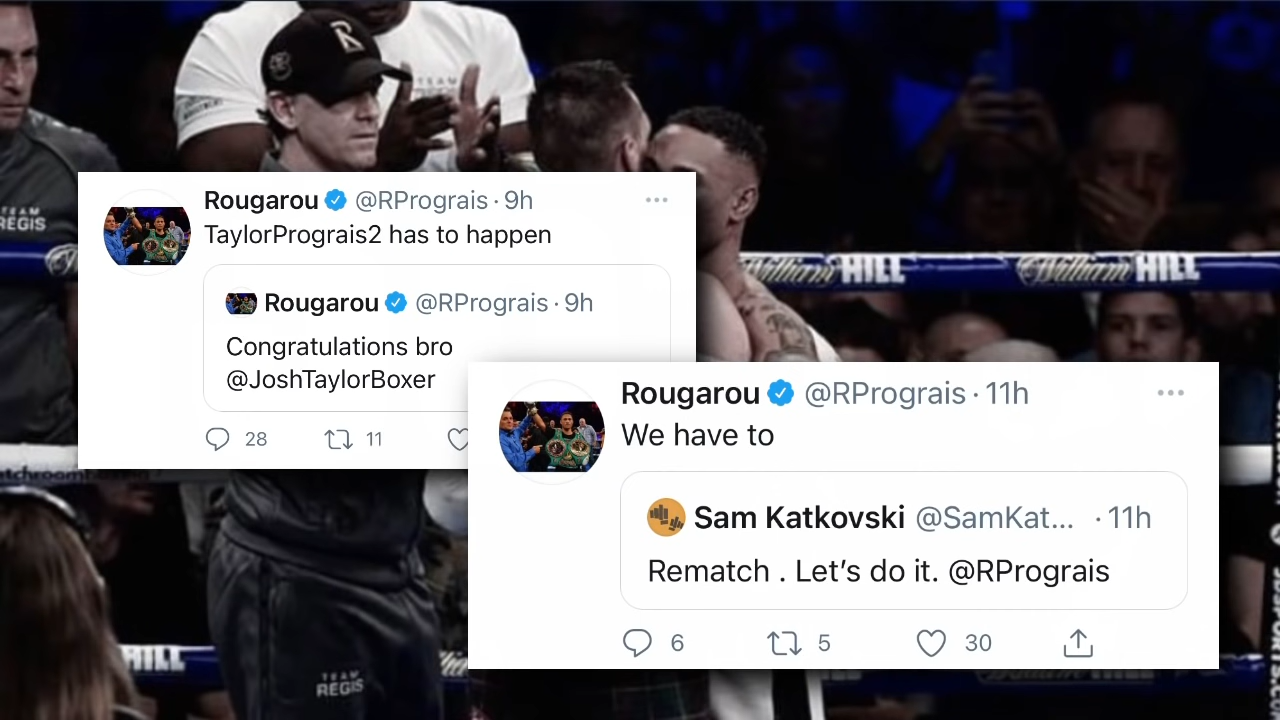 R
TEAM
TEAM
REGIS
Rougarou @RPrograis · 9h
TaylorPrograis2 has to happen
Rougarou @RPrograis · 9h
Congratulations bro
@JoshTaylorBoxer
28 11
William HILL William HILL
Rougarou @RPrograis · 11h
We have to
Sam Katkovski @SamKat... · 11h
Rematch . Let’s do it. @RPrograis
6 5 30
HILL
TEAM
REGIS